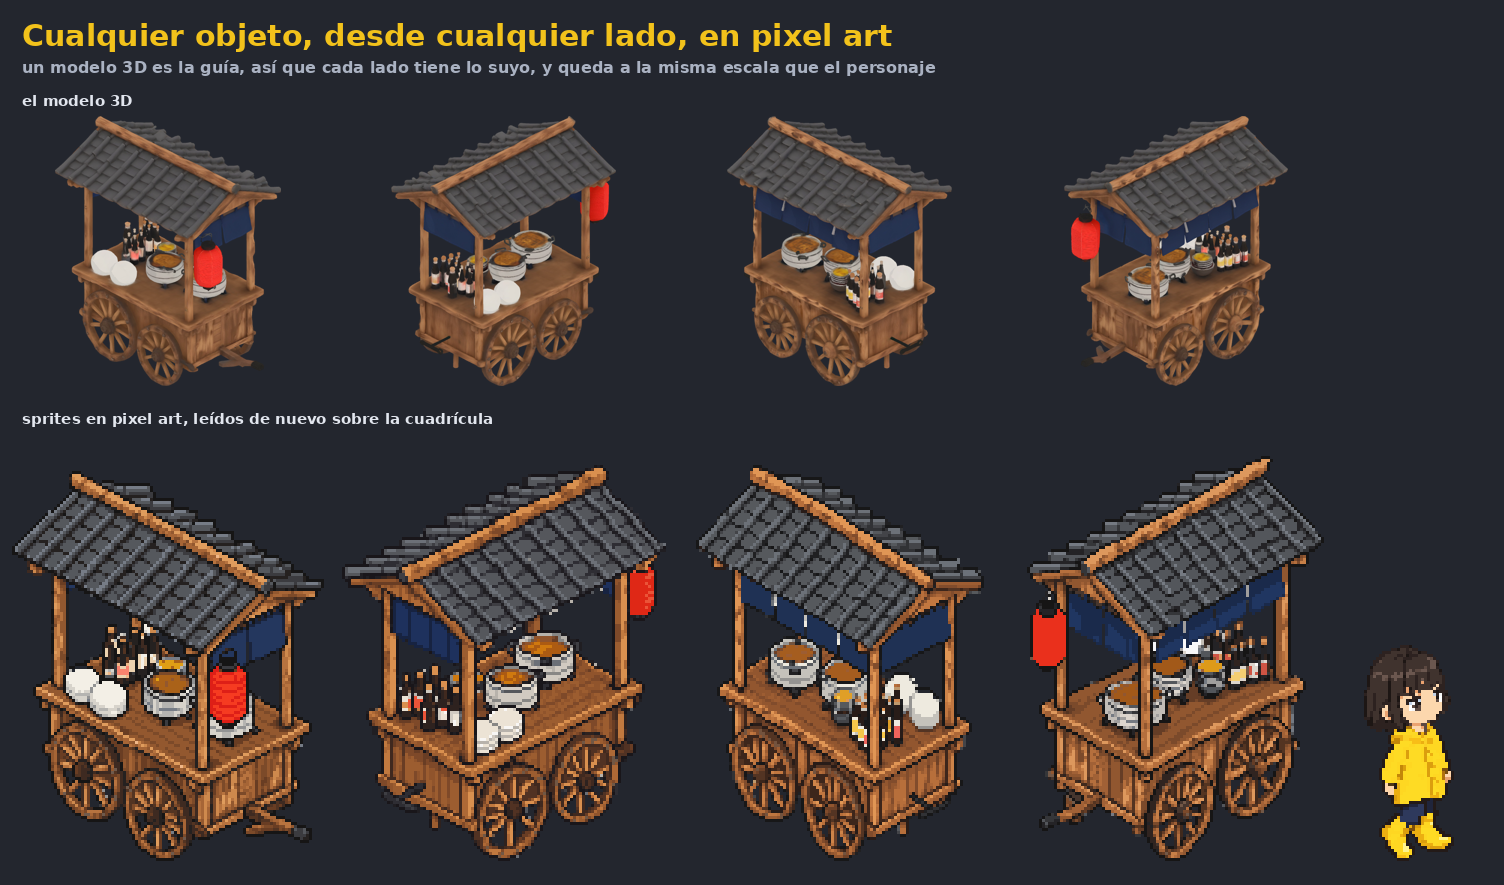 Cualquier objeto, desde cualquier lado, en pixel art
un modelo 3D es la guía, así que cada lado tiene lo suyo, y queda a la misma escala que el personaje
el modelo 3D
sprites en pixel art, leídos de nuevo sobre la cuadrícula